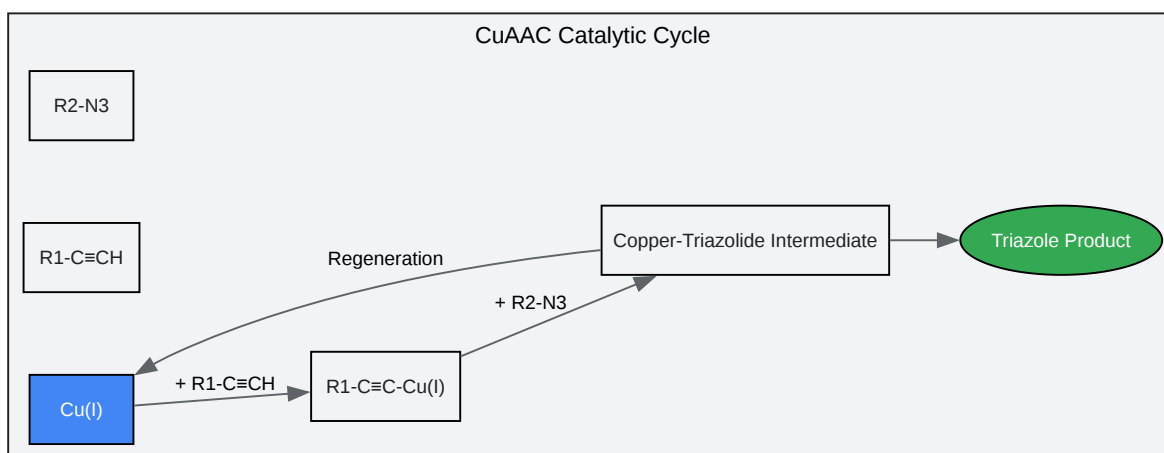 CuAAC Catalytic Cycle
R2-N3
R1-C≡CH
Copper-Triazolide Intermediate
Triazole Product
Regeneration
+ R2-N3
+ R1-C≡CH
R1-C≡C-Cu(I)
Cu(I)